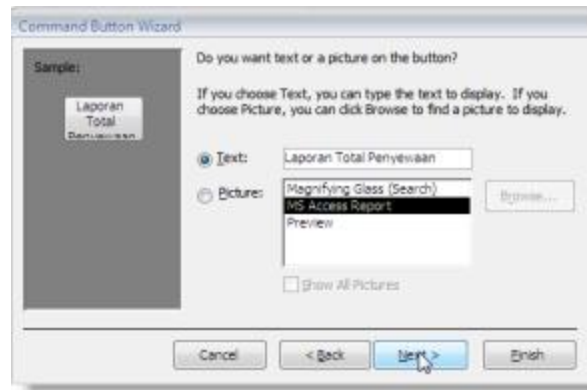 Command Button Wizard
Sample:
Laporan
Total
Penyewaan
Do you want text or a picture on the button?
If you choose Text, you can type the text to display. If you
choose Picture, you can click Browse to find a picture to display.
Text: Laporan Total Penyewaan
Picture: Magnifying Glass (Search)
MS Access Report
Preview
Browse...
Show All Pictures
Cancel < Back Next > Finish